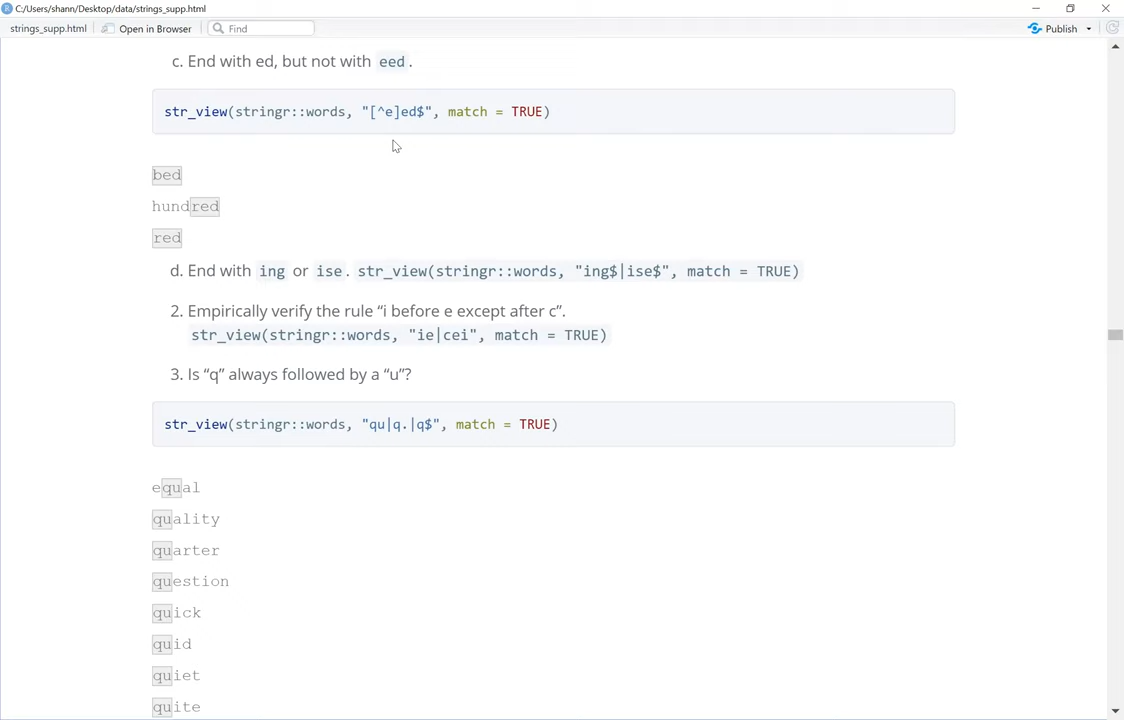 C:/Users/shann/Desktop/data/strings_supp.html
strings_supp.html Open in Browser Find Publish
c. End with ed, but not with eed.
str_view(stringr::words, "[^e]ed$", match = TRUE)
bed
hundred
red
d. End with ing or ise. str_view(stringr::words, "ing$|ise$", match = TRUE)
2. Empirically verify the rule “i before e except after c”.
str_view(stringr::words, "ie|cei", match = TRUE)
3. Is “q” always followed by a “u”?
str_view(stringr::words, "qu|q.|q$", match = TRUE)
equal
quality
quarter
question
quick
quid
quiet
quite